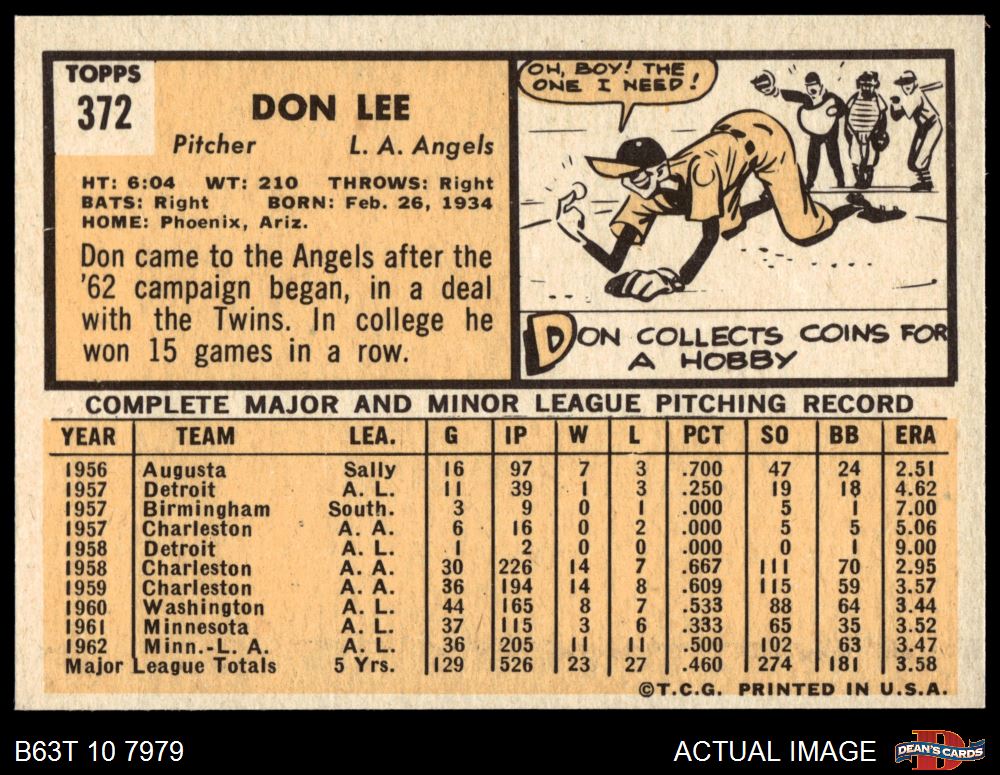 TOPPS
372
DON LEE
Pitcher L. A. Angels
HT: 6:04 WT: 210 THROWS: Right
BATS: Right BORN: Feb. 26, 1934
HOME: Phoenix, Ariz.
Don came to the Angels after the
'62 campaign began, in a deal
with the Twins. In college he
won 15 games in a row.
OH, BOY! THE
ONE I NEED!
DON COLLECTS COINS FOR
A HOBBY
COMPLETE MAJOR AND MINOR LEAGUE PITCHING RECORD
YEAR TEAM LEA. G IP W L PCT SO BB ERA
1956 Augusta Sally 16 97 7 3 .700 47 24 2.51
1957 Detroit A. L. 11 39 1 3 .250 19 18 4.62
1957 Birmingham South. 3 9 0 1 .000 5 1 7.00
1957 Charleston A. A. 6 16 0 2 .000 5 5 5.06
1958 Detroit A. L. 1 2 0 0 .000 0 1 9.00
1958 Charleston A. A. 30 226 14 7 .667 111 70 2.95
1959 Charleston A. A. 36 194 14 8 .609 115 59 3.57
1960 Washington A. L. 44 165 8 7 .533 88 64 3.44
1961 Minnesota A. L. 37 115 3 6 .333 65 35 3.52
1962 Minn.-L. A. A. L. 36 205 11 11 .500 102 63 3.47
Major League Totals 5 Yrs. 129 526 23 27 .460 274 181 3.58
©T.C.G. PRINTED IN U.S.A.
B63T 10 7979 ACTUAL IMAGE DEAN'S CARDS